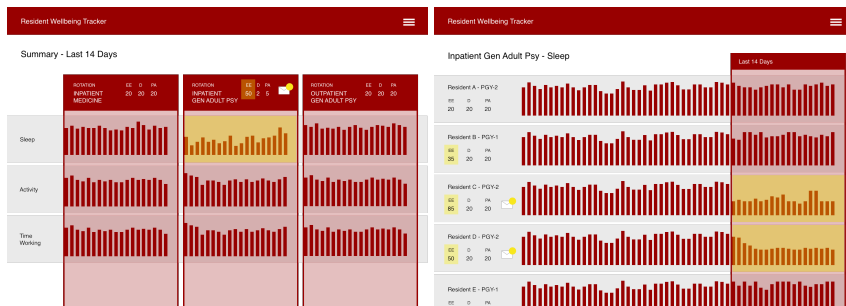 Resident Wellbeing Tracker
Summary - Last 14 Days
ROTATION EE D PA
INPATIENT 20 20 20
MEDICINE
ROTATION EE D PA
INPATIENT 50 2 5
GEN ADULT PSY
ROTATION EE D PA
OUTPATIENT 20 20 20
GEN ADULT PSY
Sleep
Activity
Time
Working
Resident Wellbeing Tracker
Inpatient Gen Adult Psy - Sleep
Last 14 Days
Resident A - PGY-2
EE D PA
20 20 20
Resident B - PGY-1
EE D PA
35 20 20
Resident C - PGY-2
EE D PA
85 20 20
Resident D - PGY-2
EE D PA
50 20 20
Resident E - PGY-1
EE D PA